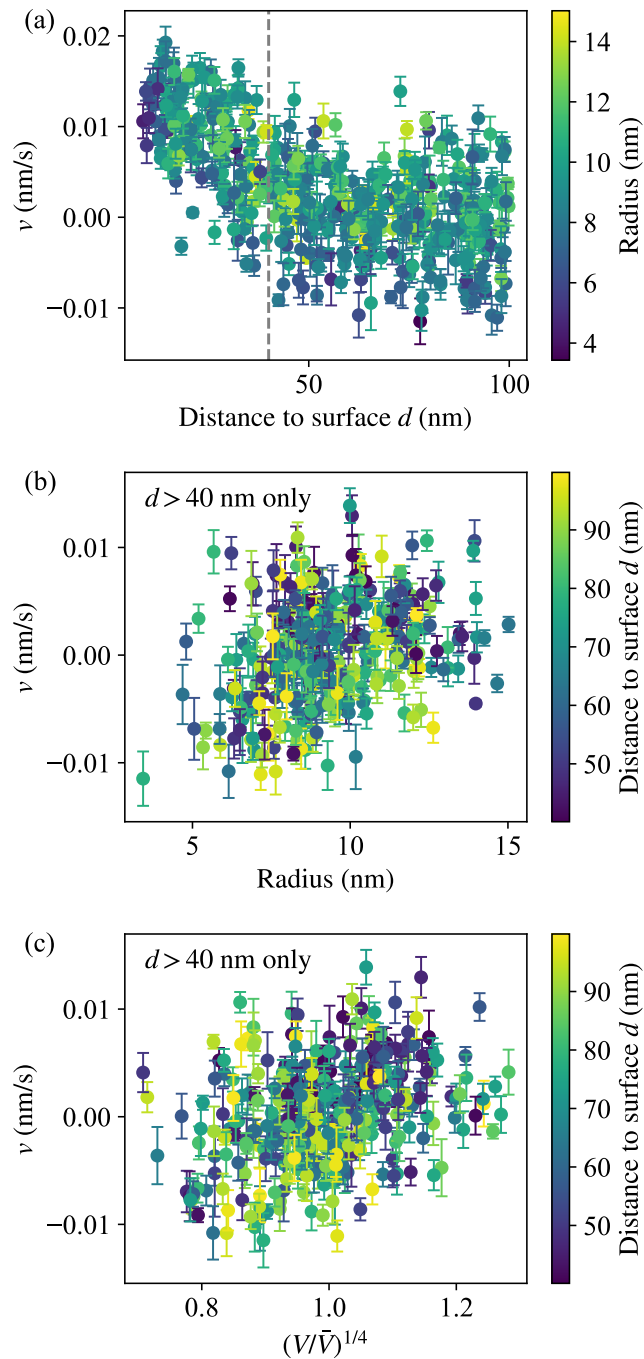 (a)
0.02
0.01
0.00
−0.01
v (nm/s)
50
100
Distance to surface d (nm)
14
12
10
8
6
4
Radius (nm)
(b)
d > 40 nm only
0.01
0.00
−0.01
v (nm/s)
5
10
15
Radius (nm)
90
80
70
60
50
Distance to surface d (nm)
(c)
d > 40 nm only
0.01
0.00
−0.01
v (nm/s)
0.8
1.0
1.2
(V/V̄)^{1/4}
90
80
70
60
50
Distance to surface d (nm)